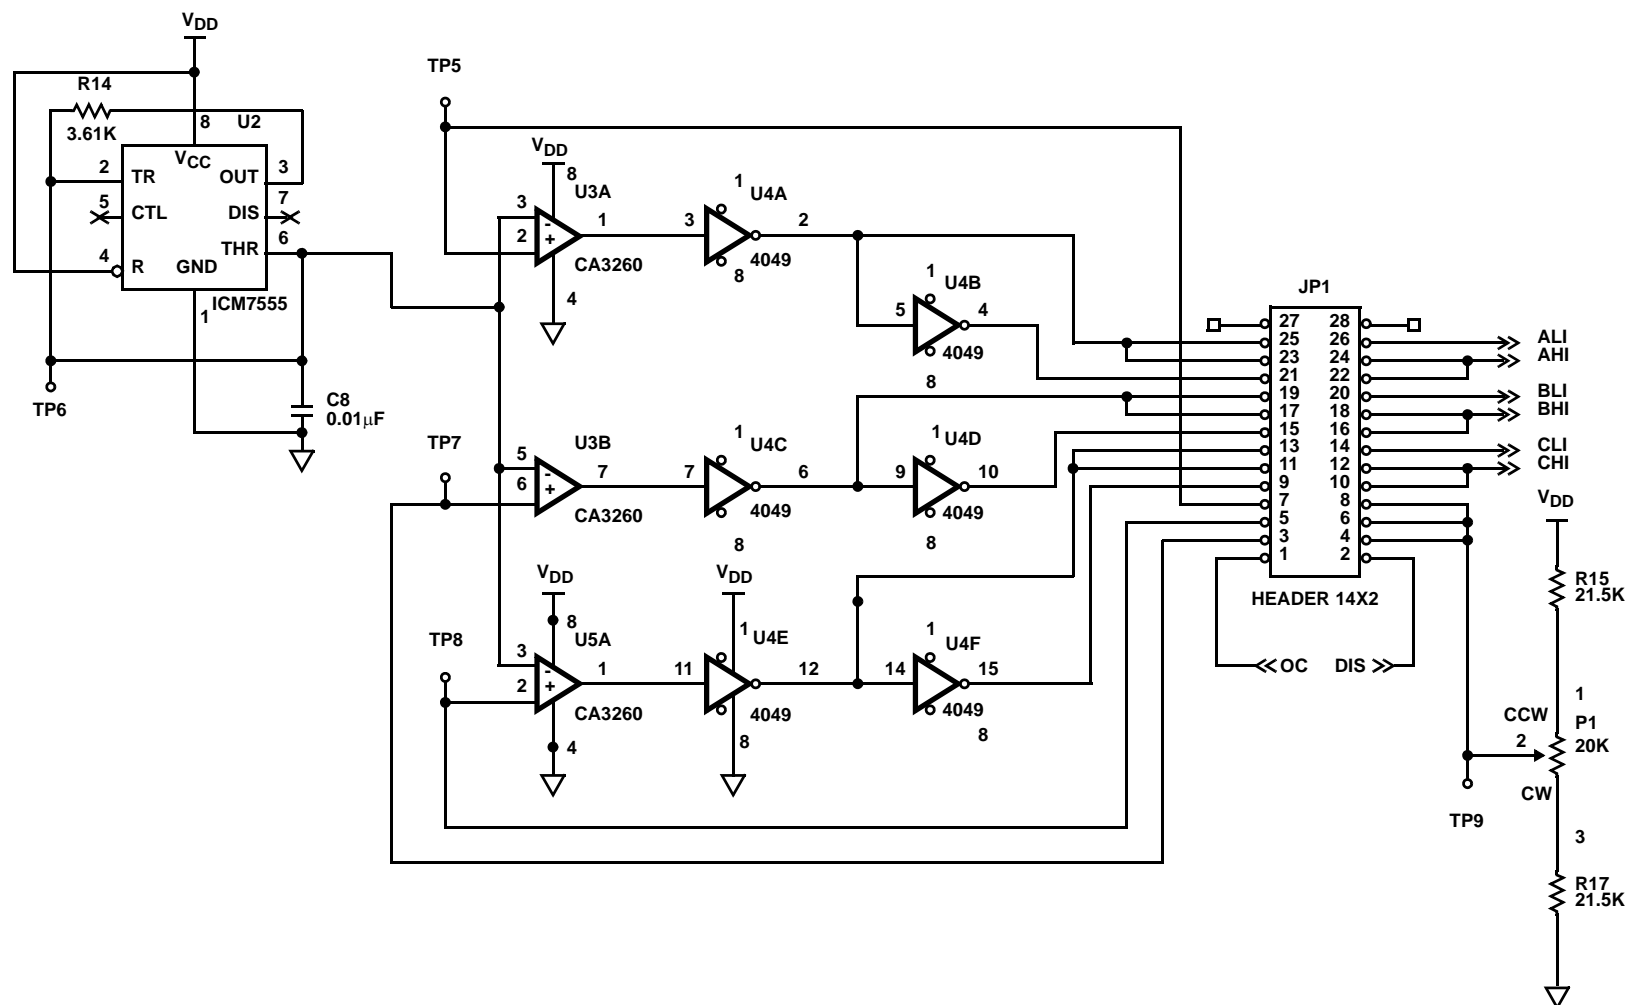 VDD
R14
3.61K
8
U2
VCC
2
TR
OUT
3
5
CTL
DIS
7
THR
6
4
R
GND
1
ICM7555
TP6
C8
0.01µF
TP5
VDD
8
U3A
3
2
-
+
1
CA3260
4
1
U4A
3
2
4049
8
1
U4B
5
4
4049
8
TP7
U3B
5
6
-
+
7
CA3260
1
U4C
7
6
4049
8
1
U4D
9
10
4049
8
TP8
VDD
8
U5A
3
2
-
+
1
CA3260
4
VDD
1
U4E
11
12
4049
8
1
U4F
14
15
4049
8
JP1
27 28
25 26
23 24
21 22
19 20
17 18
15 16
13 14
11 12
9 10
7 8
5 6
3 4
1 2
HEADER 14X2
OC
DIS
ALI
AHI
BLI
BHI
CLI
CHI
VDD
R15
21.5K
1
CCW
P1
2
20K
CW
TP9
3
R17
21.5K